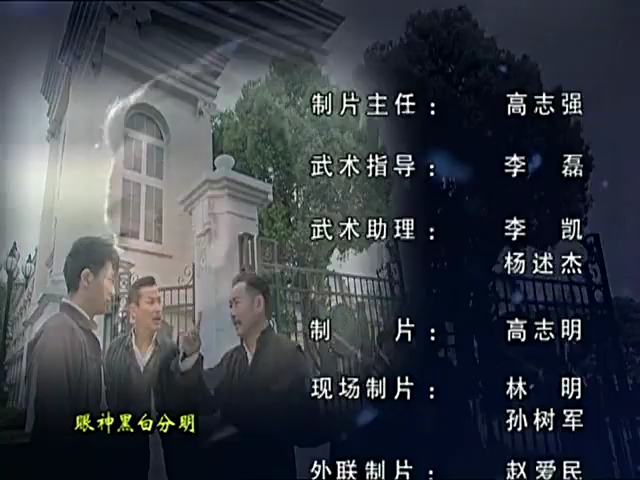 制片主任： 高志强
武术指导： 李 磊
武术助理： 李 凯
杨述杰
制 片： 高志明
现场制片： 林 明
孙树军
眼神黑白分明
外联制片： 赵爱民